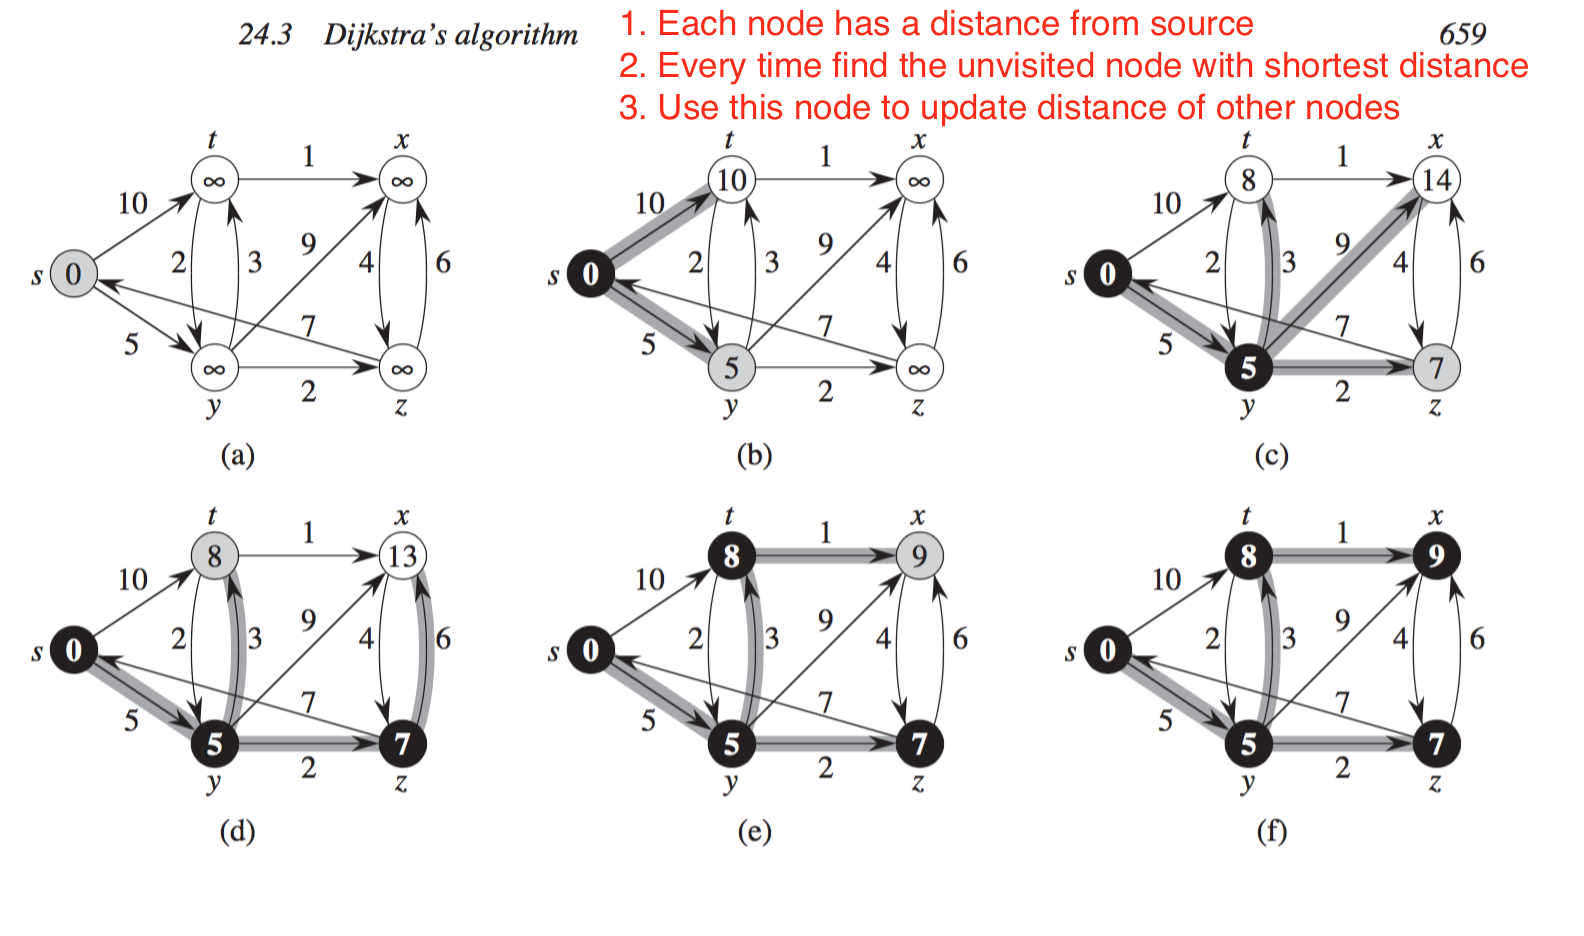 24.3 Dijkstra's algorithm
1. Each node has a distance from source
659
2. Every time find the unvisited node with shortest distance
3. Use this node to update distance of other nodes
t x
1
∞ ∞
10
2 3 9 4 6
s 0
7
5
∞ ∞
2
y z
(a)
t x
1
10 ∞
10
2 3 9 4 6
s 0
7
5
5 ∞
2
y z
(b)
t x
1
8 14
10
2 3 9 4 6
s 0
7
5
5 7
2
y z
(c)
t x
1
8 13
10
2 3 9 4 6
s 0
7
5
5 7
2
y z
(d)
t x
1
8 9
10
2 3 9 4 6
s 0
7
5
5 7
2
y z
(e)
t x
1
8 9
10
2 3 9 4 6
s 0
7
5
5 7
2
y z
(f)